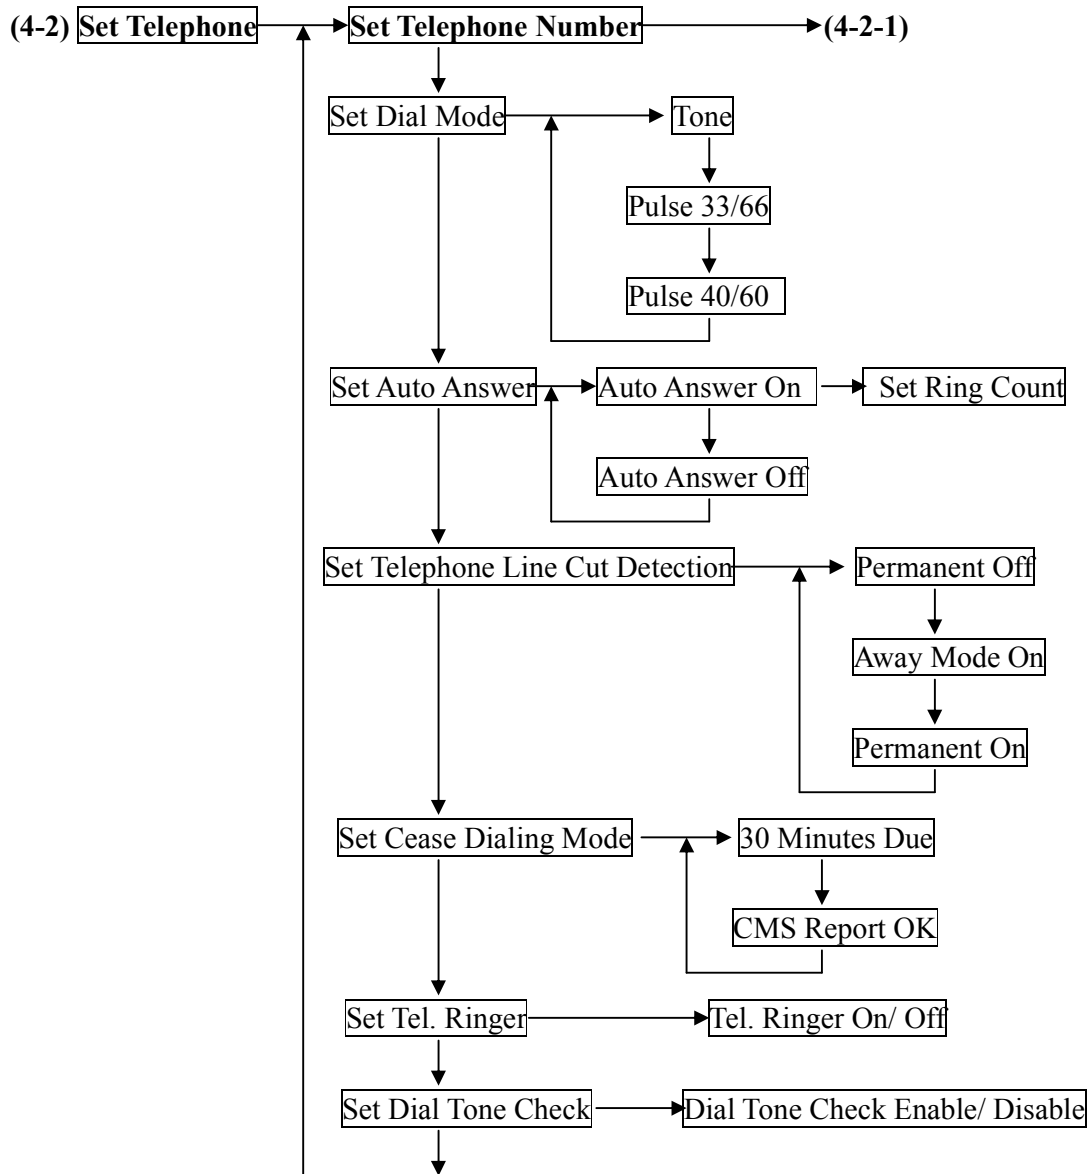 (4-2) Set Telephone Set Telephone Number (4-2-1)
Set Dial Mode Tone
Pulse 33/66
Pulse 40/60
Set Auto Answer Auto Answer On Set Ring Count
Auto Answer Off
Set Telephone Line Cut Detection Permanent Off
Away Mode On
Permanent On
Set Cease Dialing Mode 30 Minutes Due
CMS Report OK
Set Tel. Ringer Tel. Ringer On/ Off
Set Dial Tone Check Dial Tone Check Enable/ Disable